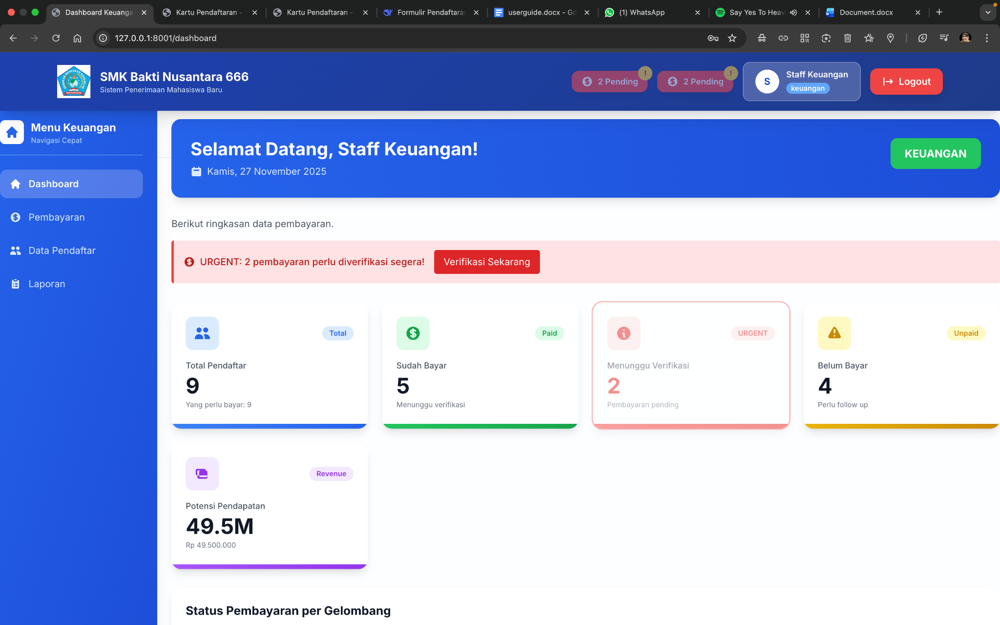 Dashboard Keuanga
Kartu Pendaftaran -
Kartu Pendaftaran -
Formulir Pendaftaran
userguide.docx - Go
(1) WhatsApp
Say Yes To Heav
Document.docx
127.0.0.1:8001/dashboard
SMK Bakti Nusantara 666
Sistem Penerimaan Mahasiswa Baru
2 Pending
!
2 Pending
!
S
Staff Keuangan
keuangan
Logout
Menu Keuangan
Navigasi Cepat
Dashboard
Pembayaran
Data Pendaftar
Laporan
Selamat Datang, Staff Keuangan!
Kamis, 27 November 2025
KEUANGAN
Berikut ringkasan data pembayaran.
URGENT: 2 pembayaran perlu diverifikasi segera!
Verifikasi Sekarang
Total
Total Pendaftar
9
Yang perlu bayar: 9
Paid
Sudah Bayar
5
Menunggu verifikasi
URGENT
Menunggu Verifikasi
2
Pembayaran pending
Unpaid
Belum Bayar
4
Perlu follow up
Revenue
Potensi Pendapatan
49.5M
Rp 49.500.000
Status Pembayaran per Gelombang